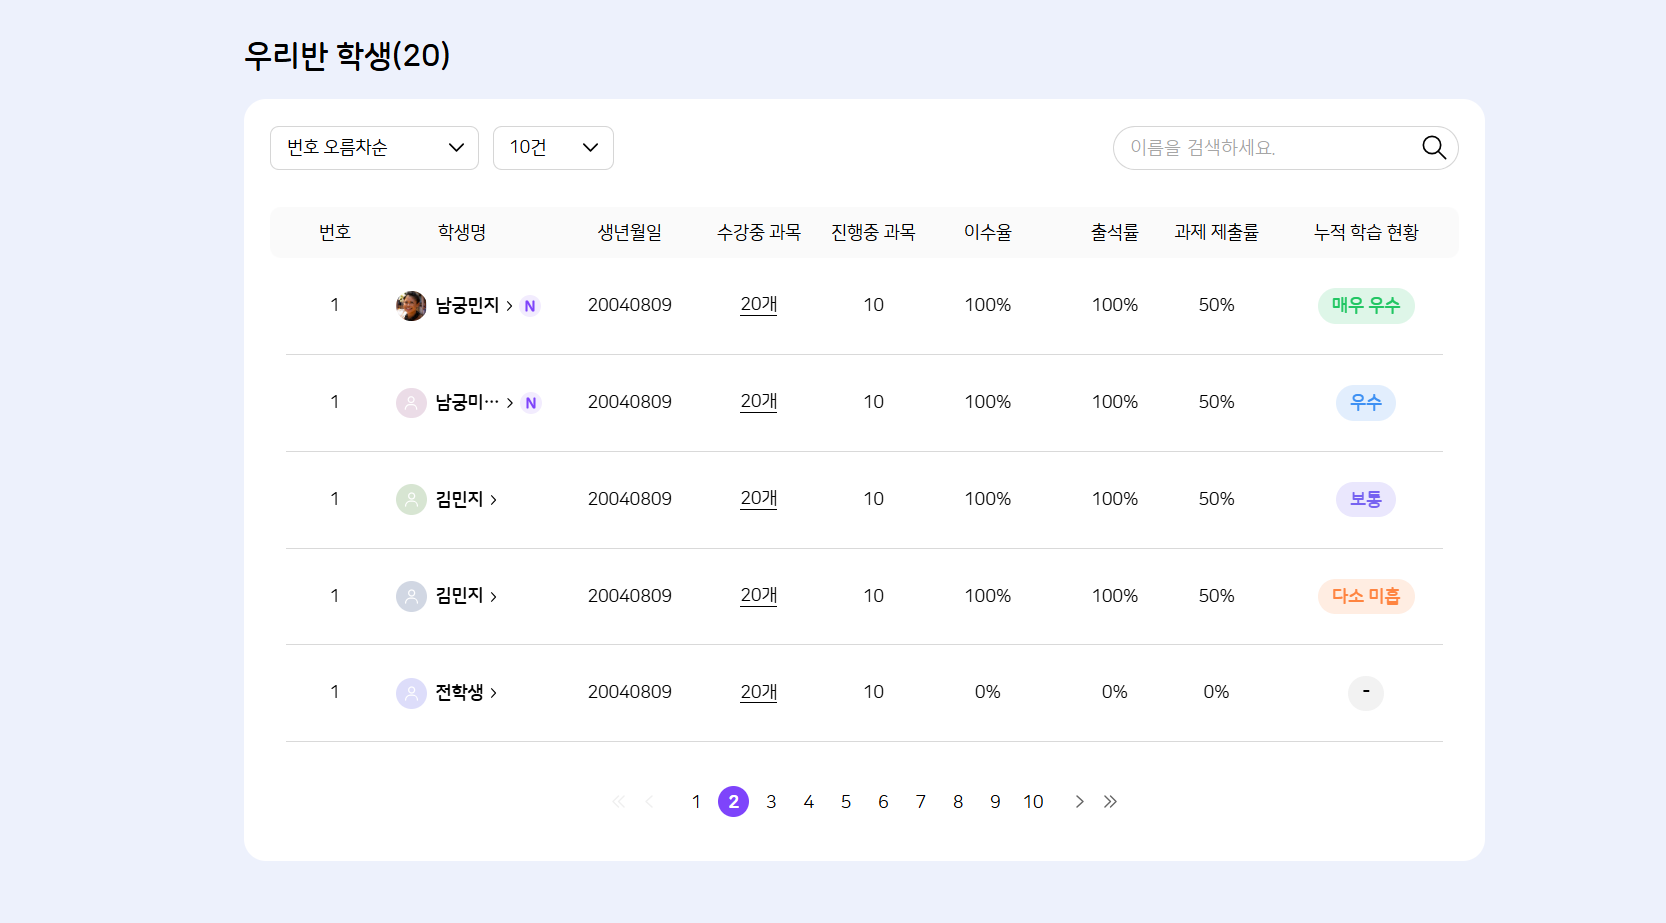 우리반 학생(20)
번호 오름차순 10건 이름을 검색하세요.
번호 학생명 생년월일 수강중 과목 진행중 과목 이수율 출석률 과제 제출률 누적 학습 현황
1 남궁민지 > N 20040809 20개 10 100% 100% 50% 매우 우수
1 남궁미··· > N 20040809 20개 10 100% 100% 50% 우수
1 김민지 > 20040809 20개 10 100% 100% 50% 보통
1 김민지 > 20040809 20개 10 100% 100% 50% 다소 미흡
1 전학생 > 20040809 20개 10 0% 0% 0% -
« < 1 2 3 4 5 6 7 8 9 10 > »